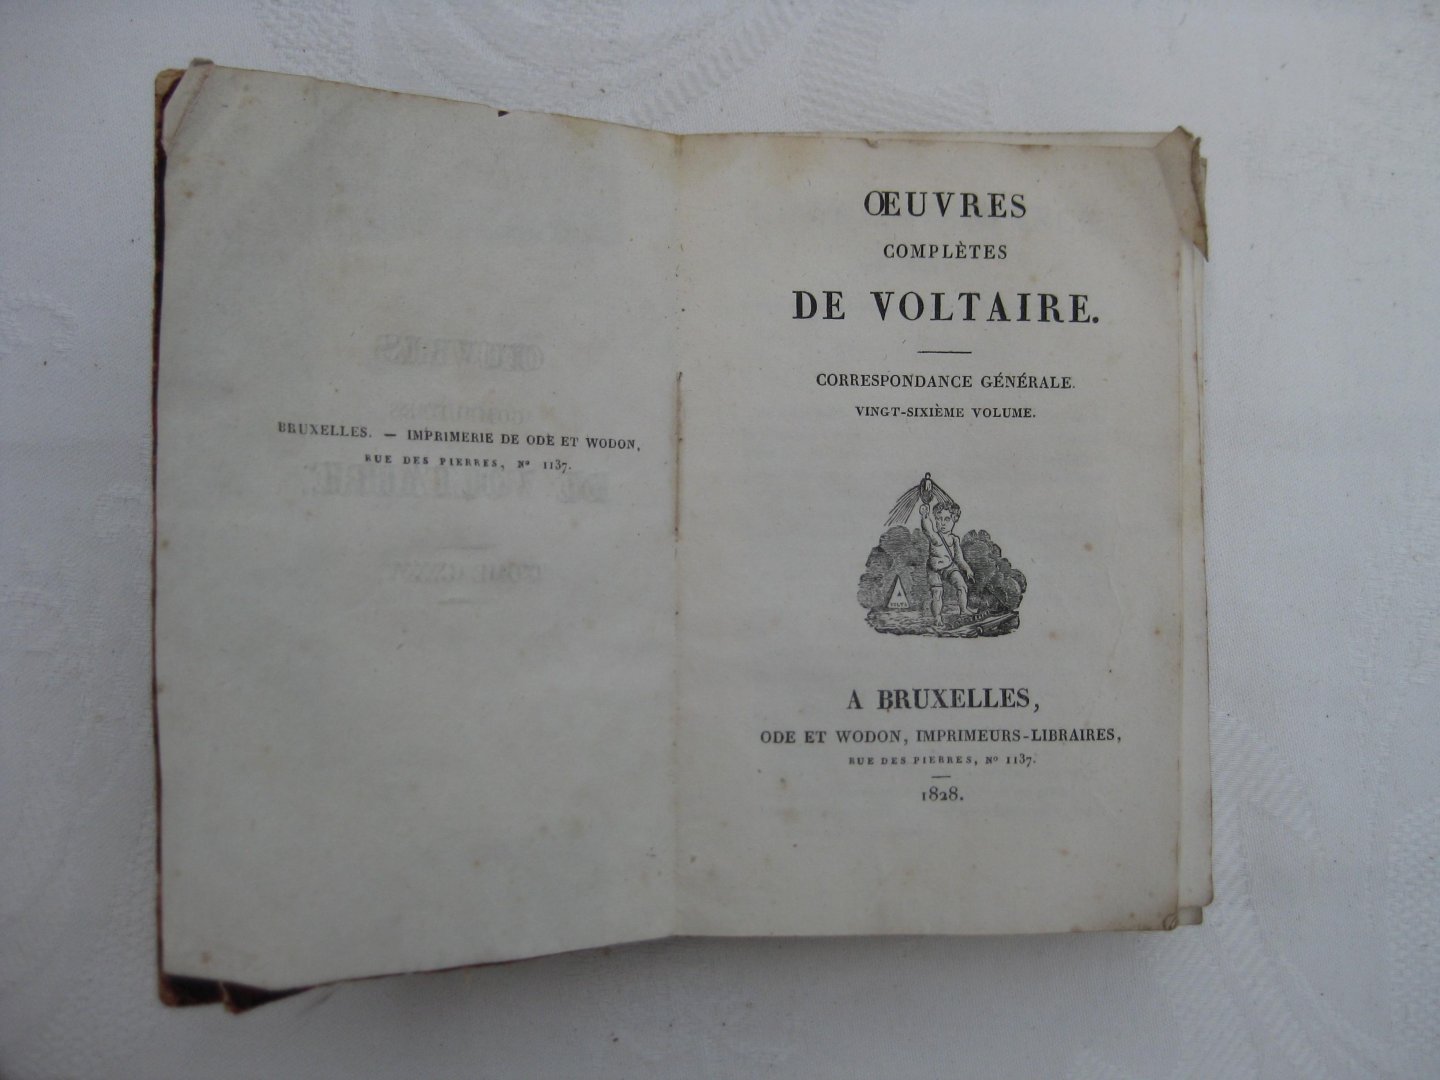 BRUXELLES. — IMPRIMERIE DE ODE ET WODON,
RUE DES PIERRES, Nº 1137.
ŒUVRES
COMPLÈTES
DE VOLTAIRE.
CORRESPONDANCE GÉNÉRALE.
VINGT-SIXIÈME VOLUME.
A BRUXELLES,
ODE ET WODON, IMPRIMEURS-LIBRAIRES,
RUE DES PIERRES, Nº 1137.
1828.